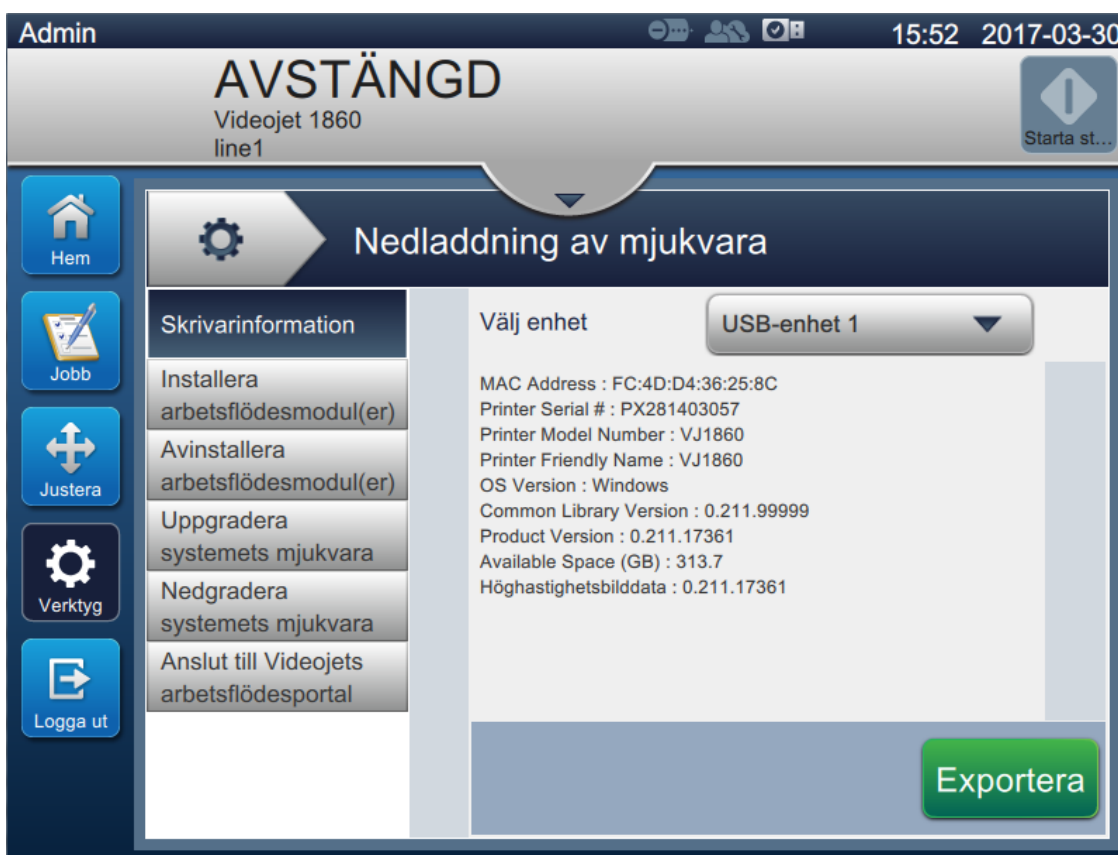 Admin
15:52 2017-03-30
AVSTÄNGD
Videojet 1860
line1
Starta st...
Hem
Jobb
Justera
Verktyg
Logga ut
Nedladdning av mjukvara
Skrivarinformation
Installera
arbetsflödesmodul(er)
Avinstallera
arbetsflödesmodul(er)
Uppgradera
systemets mjukvara
Nedgradera
systemets mjukvara
Anslut till Videojets
arbetsflödesportal
Välj enhet
USB-enhet 1
MAC Address : FC:4D:D4:36:25:8C
Printer Serial # : PX281403057
Printer Model Number : VJ1860
Printer Friendly Name : VJ1860
OS Version : Windows
Common Library Version : 0.211.99999
Product Version : 0.211.17361
Available Space (GB) : 313.7
Höghastighetsbilddata : 0.211.17361
Exportera